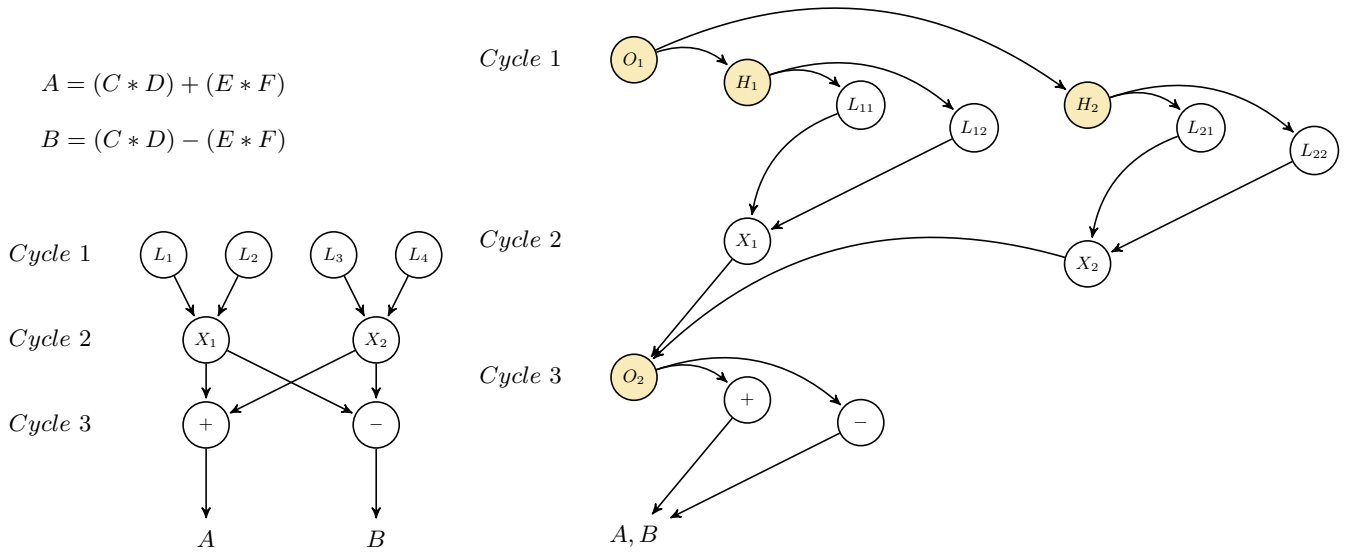 A = (C ∗ D) + (E ∗ F)
B = (C ∗ D) − (E ∗ F)
Cycle 1
L₁ L₂ L₃ L₄
Cycle 2
X₁ X₂
Cycle 3
+ −
A B
Cycle 1
O₁
H₁ H₂
L₁₁
L₁₂ L₂₁
L₂₂
Cycle 2
X₁
X₂
Cycle 3
O₂
+
−
A, B